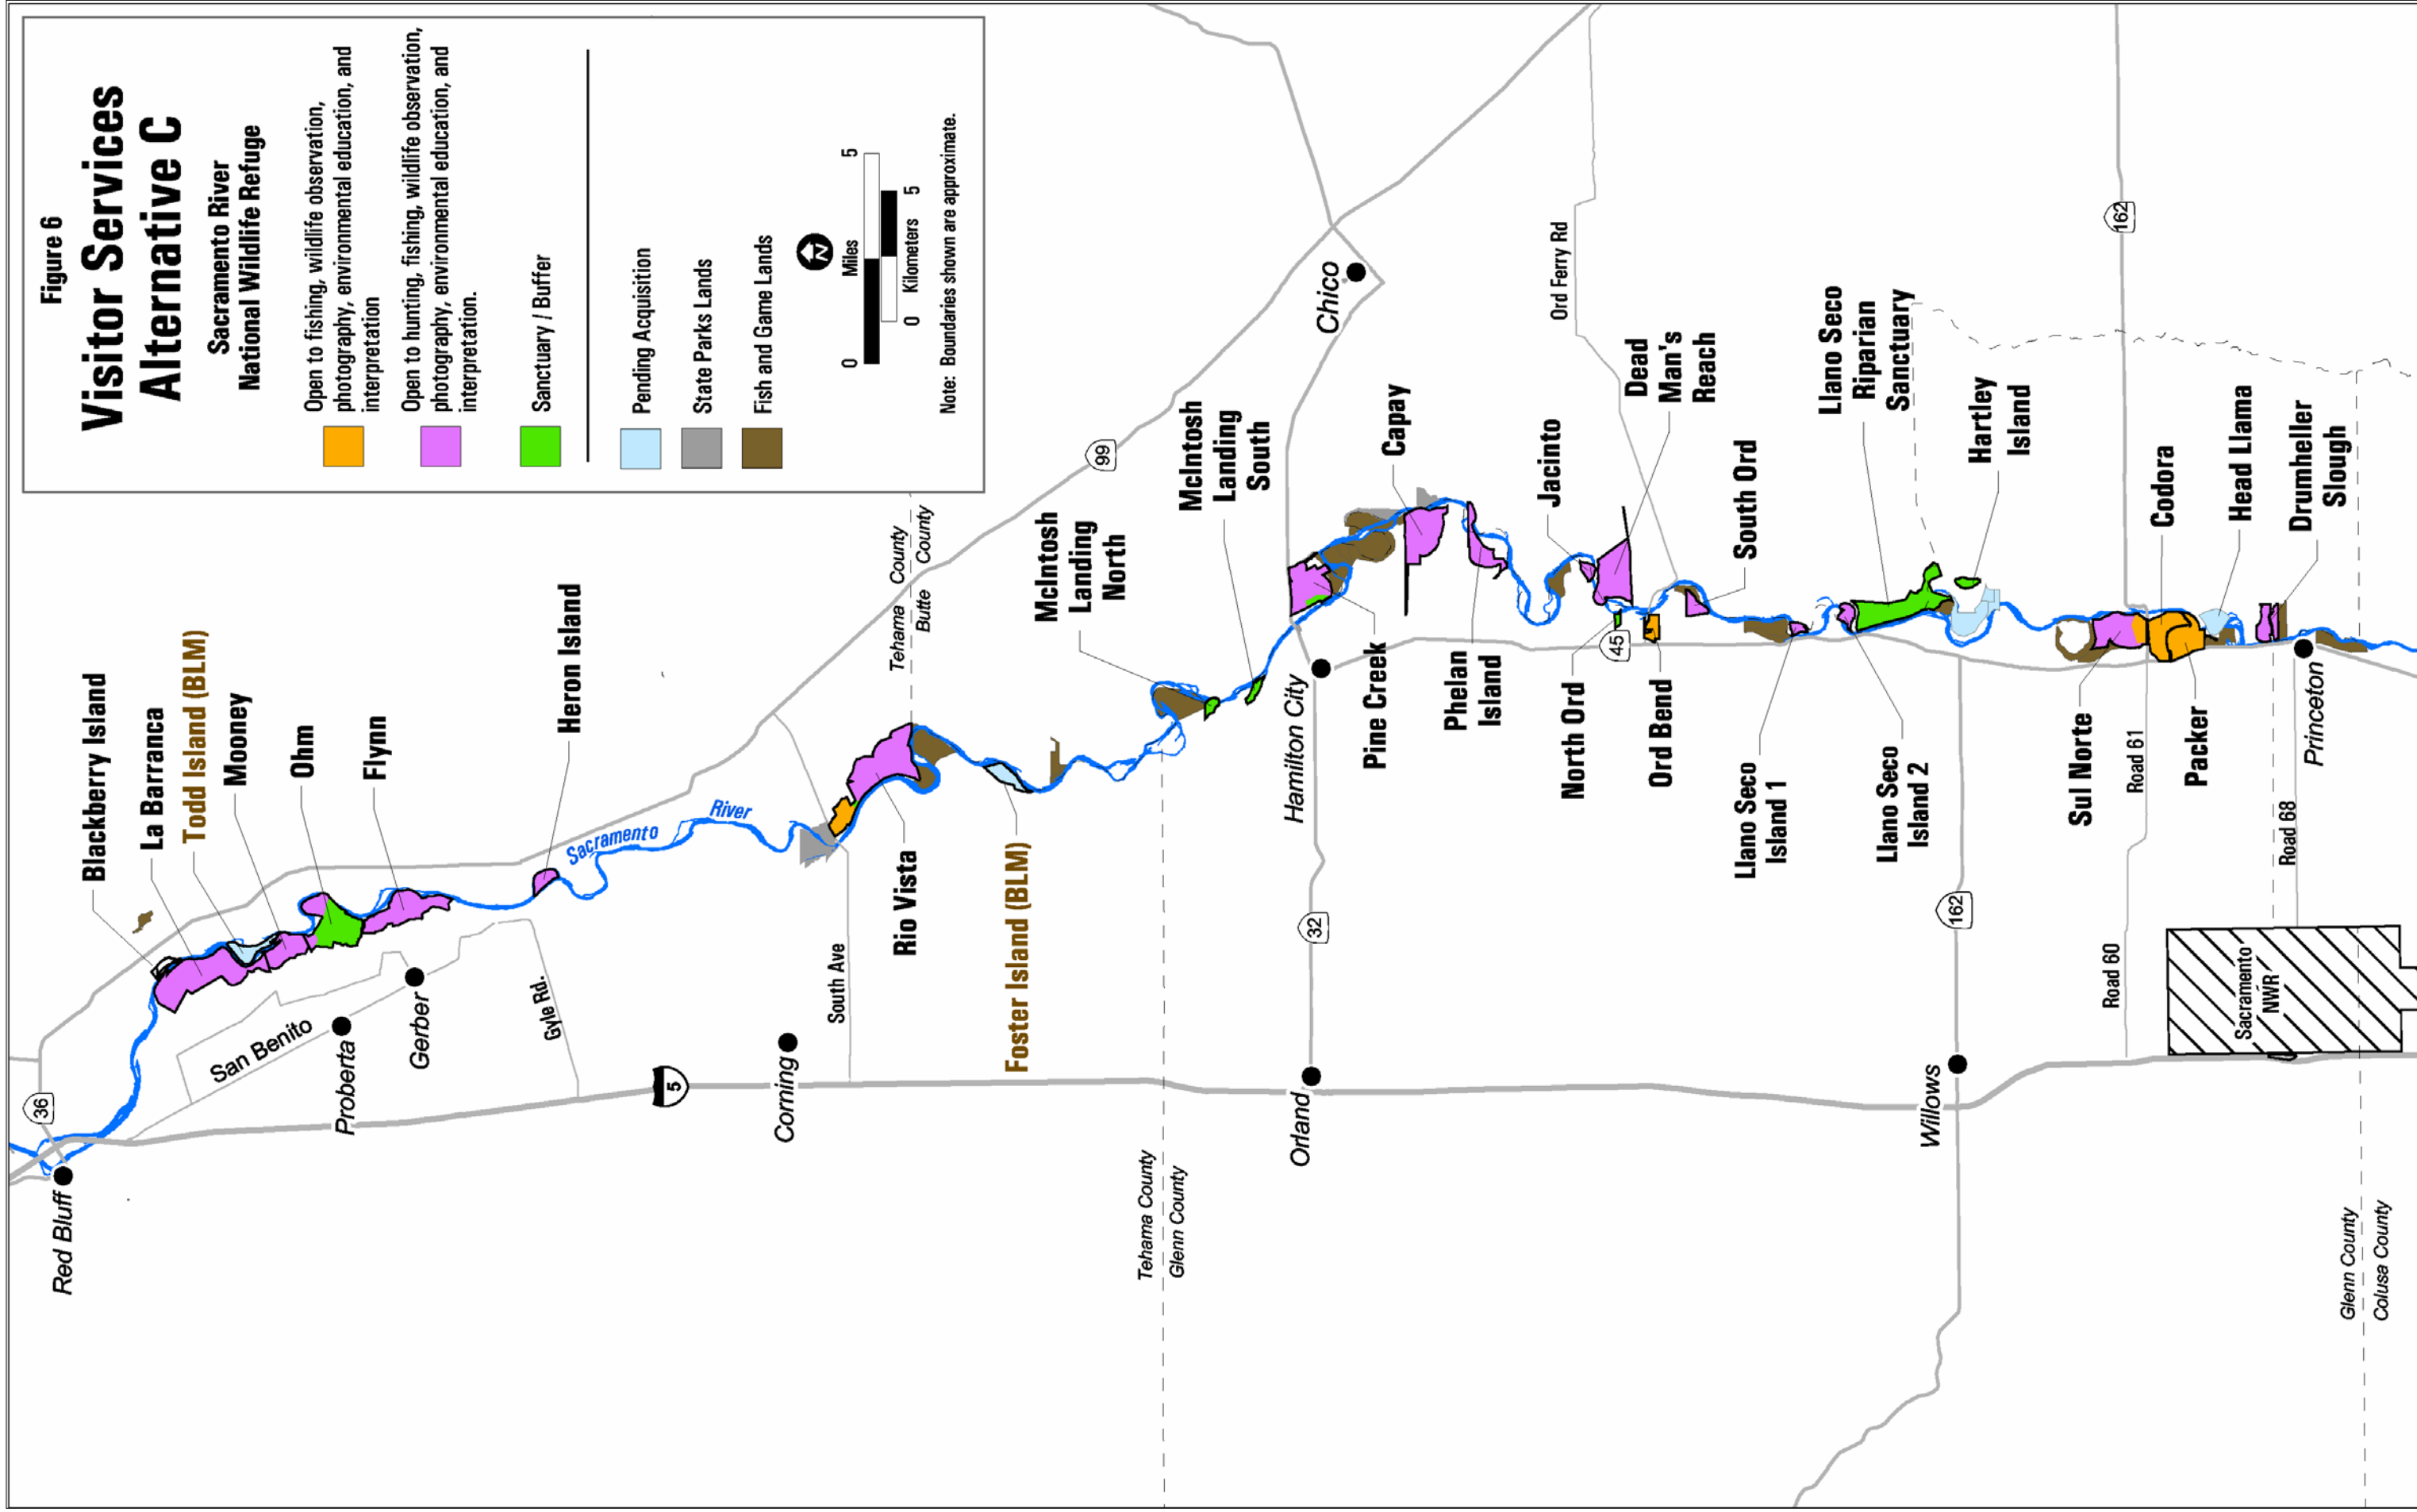 Figure 6
Visitor Services
Alternative C
Sacramento River
National Wildlife Refuge
Open to fishing, wildlife observation,
photography, environmental education, and
interpretation
Open to hunting, fishing, wildlife observation,
photography, environmental education, and
interpretation.
Sanctuary / Buffer
Pending Acquisition
State Parks Lands
Fish and Game Lands
N
0
Miles
5
0
Kilometers
5
Note: Boundaries shown are approximate.
36
Red Bluff
Blackberry Island
La Barranca
Todd Island (BLM)
Mooney
Ohm
Flynn
Heron Island
San Benito
Proberta
Gerber
Gyle Rd.
Sacramento
River
5
Corning
South Ave
Rio Vista
Tehama County
Butte County
Foster Island (BLM)
99
McIntosh
Landing
North
McIntosh
Landing
South
Tehama County
Glenn County
Hamilton City
32
Orland
Chico
Pine Creek
Capay
Phelan
Island
Jacinto
Ord Ferry Rd
North Ord
45
Dead
Man's
Reach
Ord Bend
South Ord
Llano Seco
Island 1
Llano Seco
Riparian
Sanctuary
Llano Seco
Island 2
Hartley
Island
162
Willows
162
Sul Norte
Road 61
Road 60
Codora
Packer
Head Llama
Drumheller
Slough
Road 68
Princeton
Sacramento
NWR
Glenn County
Colusa County